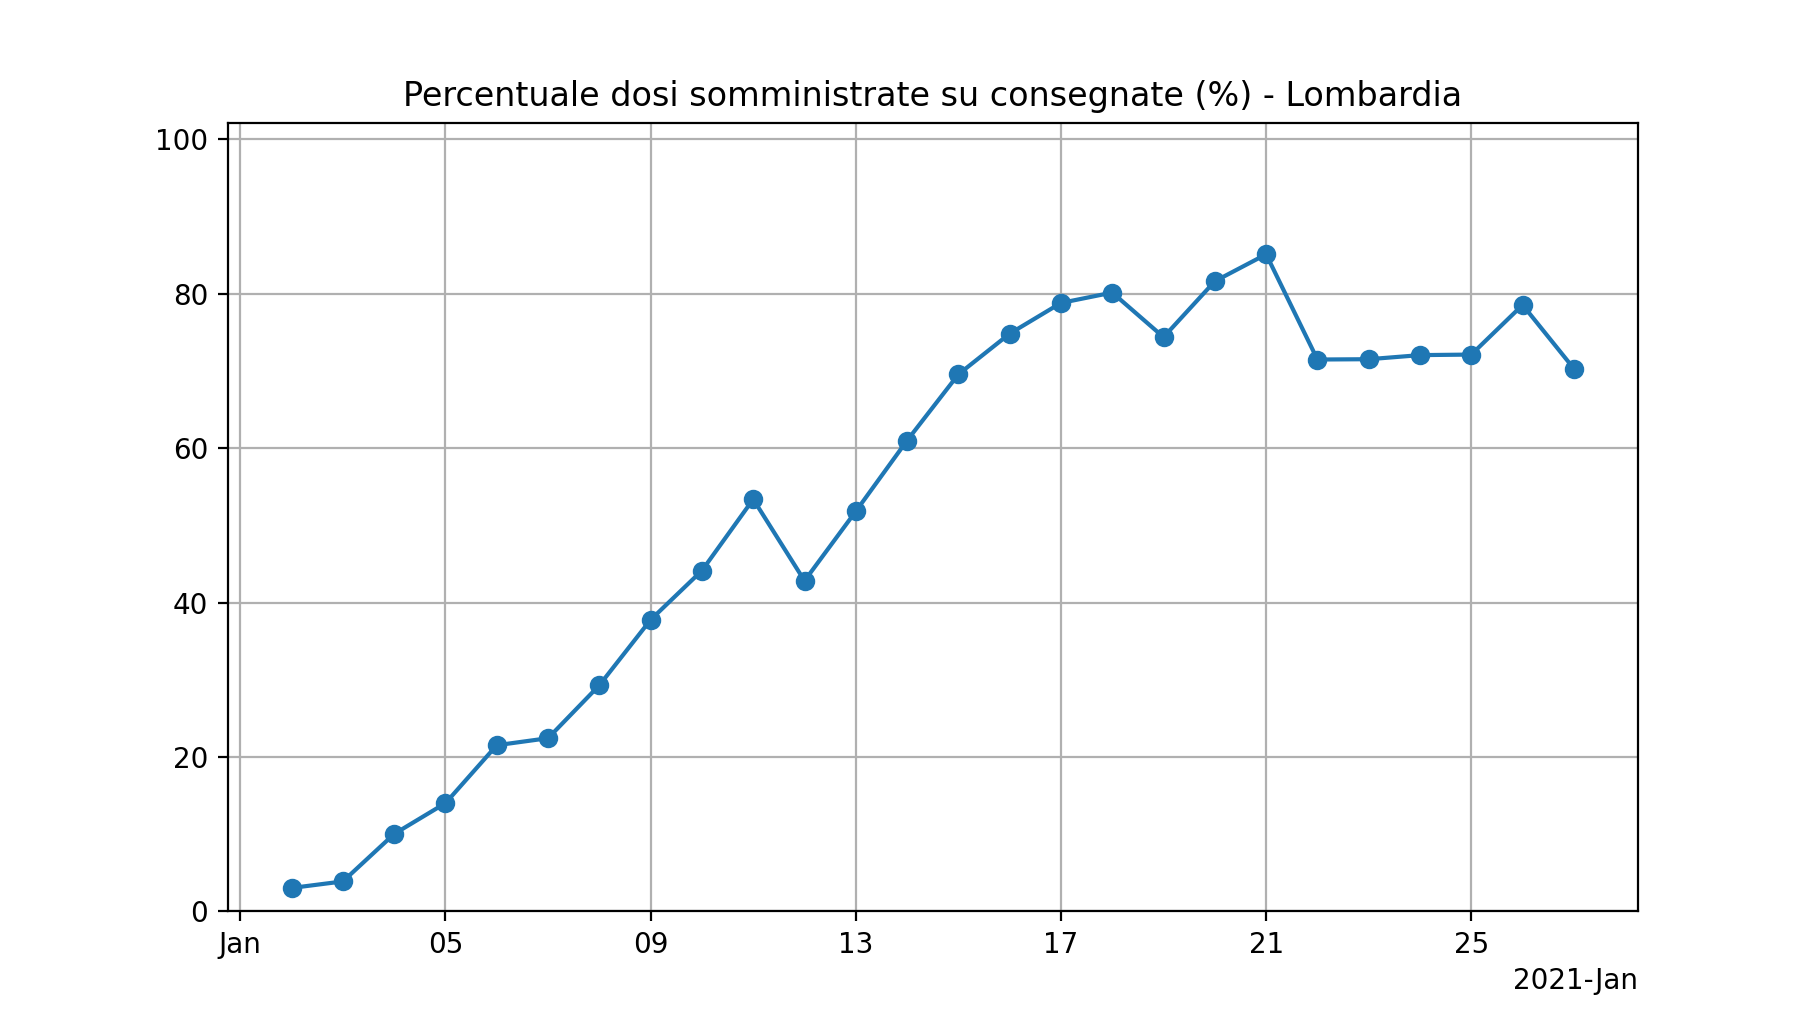 Percentuale dosi somministrate su consegnate (%) - Lombardia
100
80
60
40
20
0
Jan 05 09 13 17 21 25
2021-Jan